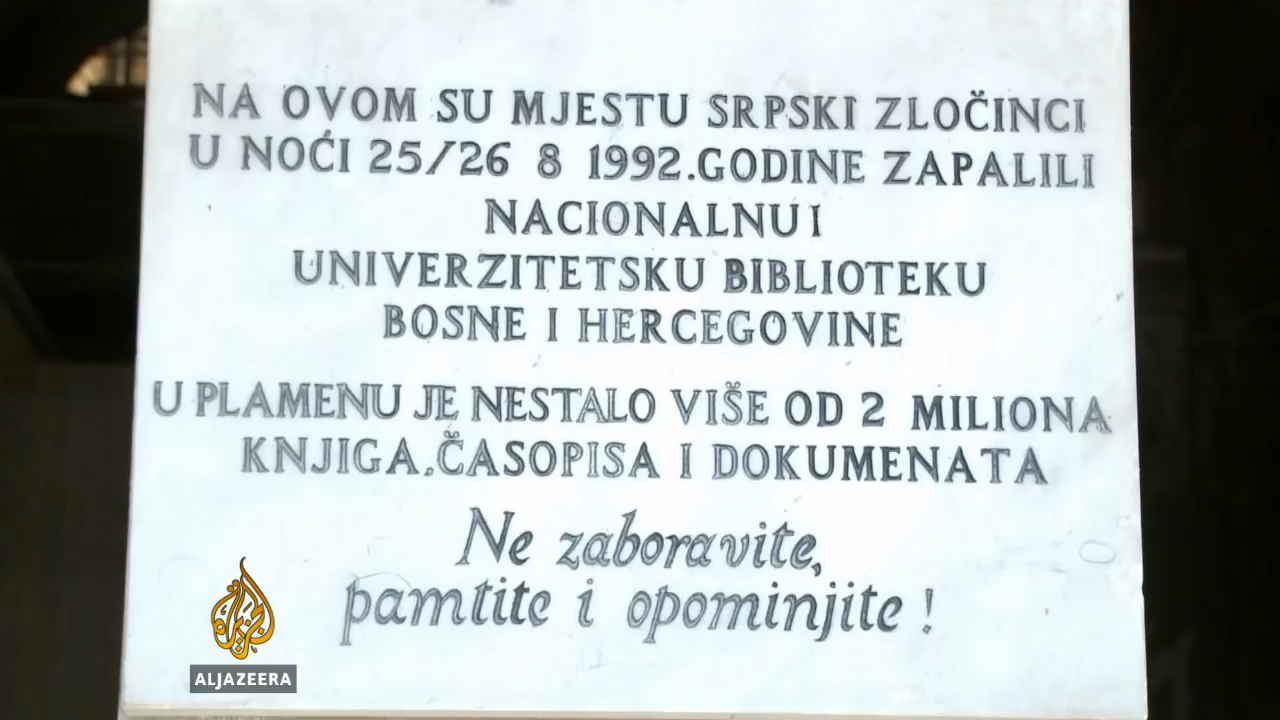 NA OVOM SU MJESTU SRPSKI ZLOČINCI
U NOĆI 25/26 8 1992.GODINE ZAPALILI
NACIONALNU I
UNIVERZITETSKU BIBLIOTEKU
BOSNE I HERCEGOVINE
U PLAMENU JE NESTALO VIŠE OD 2 MILIONA
KNJIGA.ČASOPISA I DOKUMENATA
Ne zaboravite,
pamtite i opominjite !
الجزيرة
ALJAZEERA